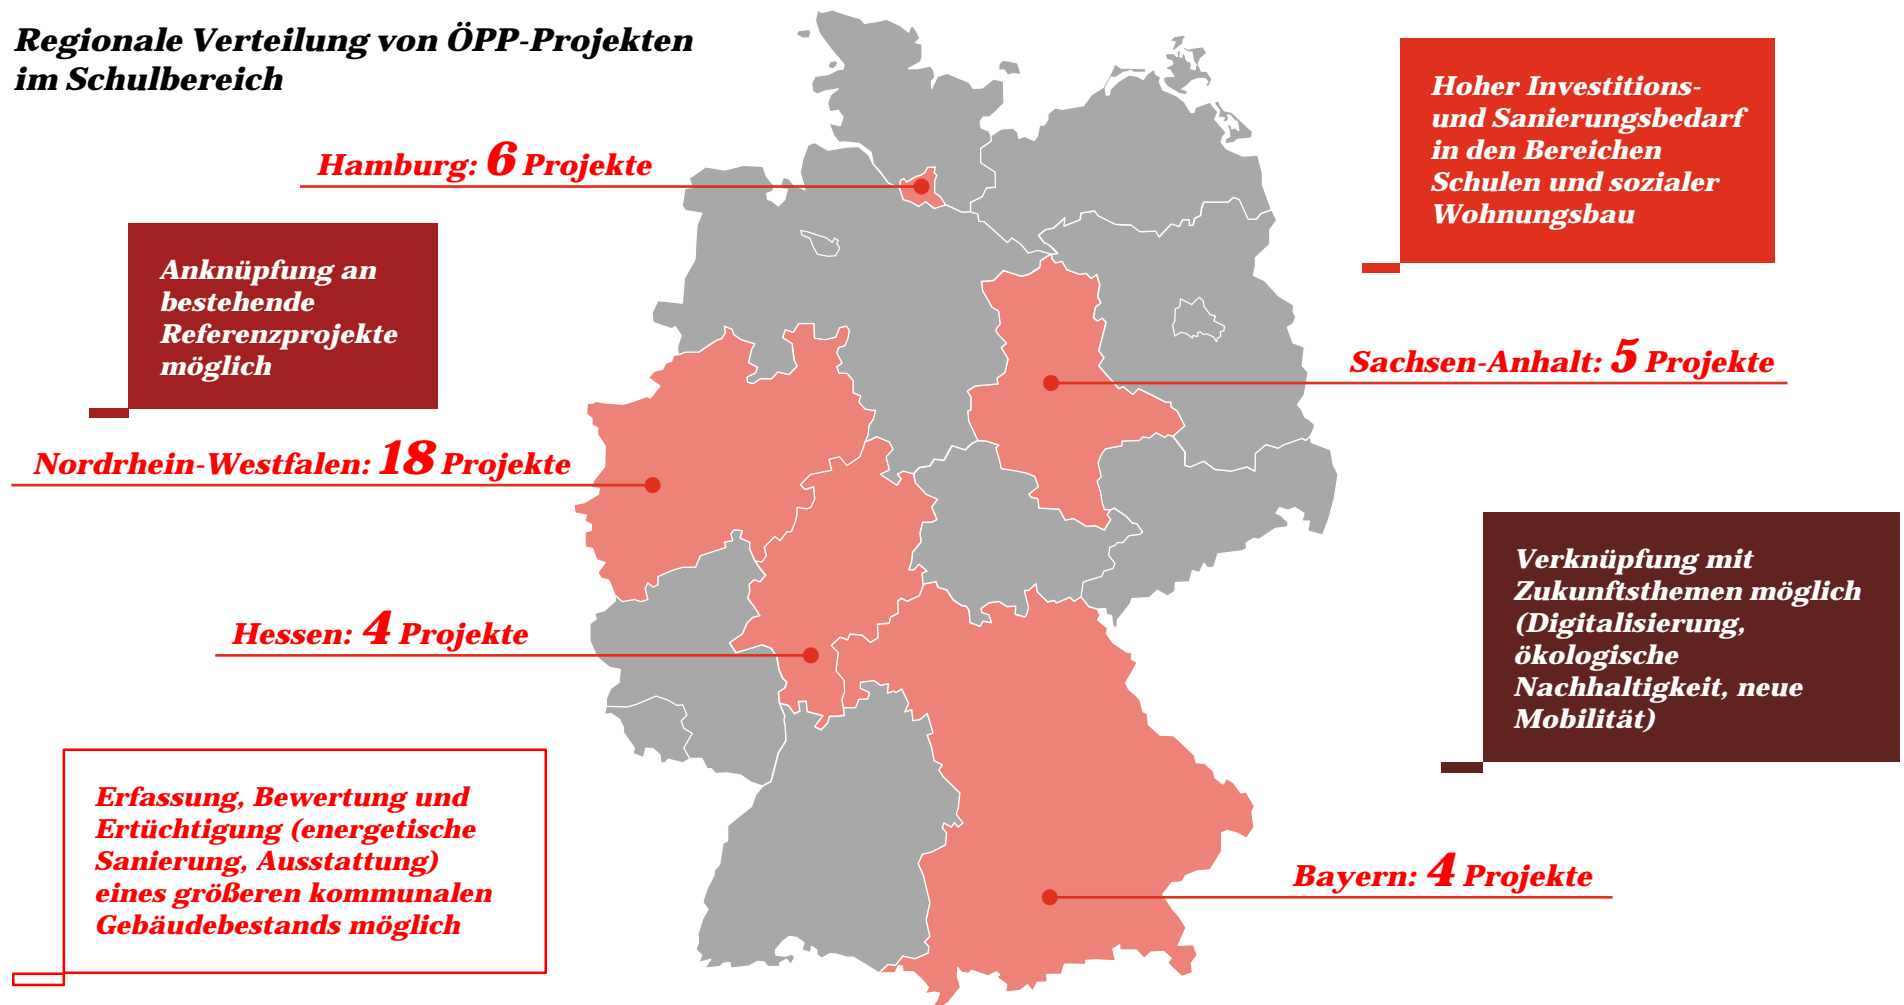 Regionale Verteilung von ÖPP-Projekten
im Schulbereich
Hoher Investitions-
und Sanierungsbedarf
in den Bereichen
Schulen und sozialer
Wohnungsbau
Hamburg: 6 Projekte
Anknüpfung an
bestehende
Referenzprojekte
möglich
Sachsen-Anhalt: 5 Projekte
Nordrhein-Westfalen: 18 Projekte
Verknüpfung mit
Zukunftsthemen möglich
(Digitalisierung,
ökologische
Nachhaltigkeit, neue
Mobilität)
Hessen: 4 Projekte
Erfassung, Bewertung und
Ertüchtigung (energetische
Sanierung, Ausstattung)
eines größeren kommunalen
Gebäudebestands möglich
Bayern: 4 Projekte